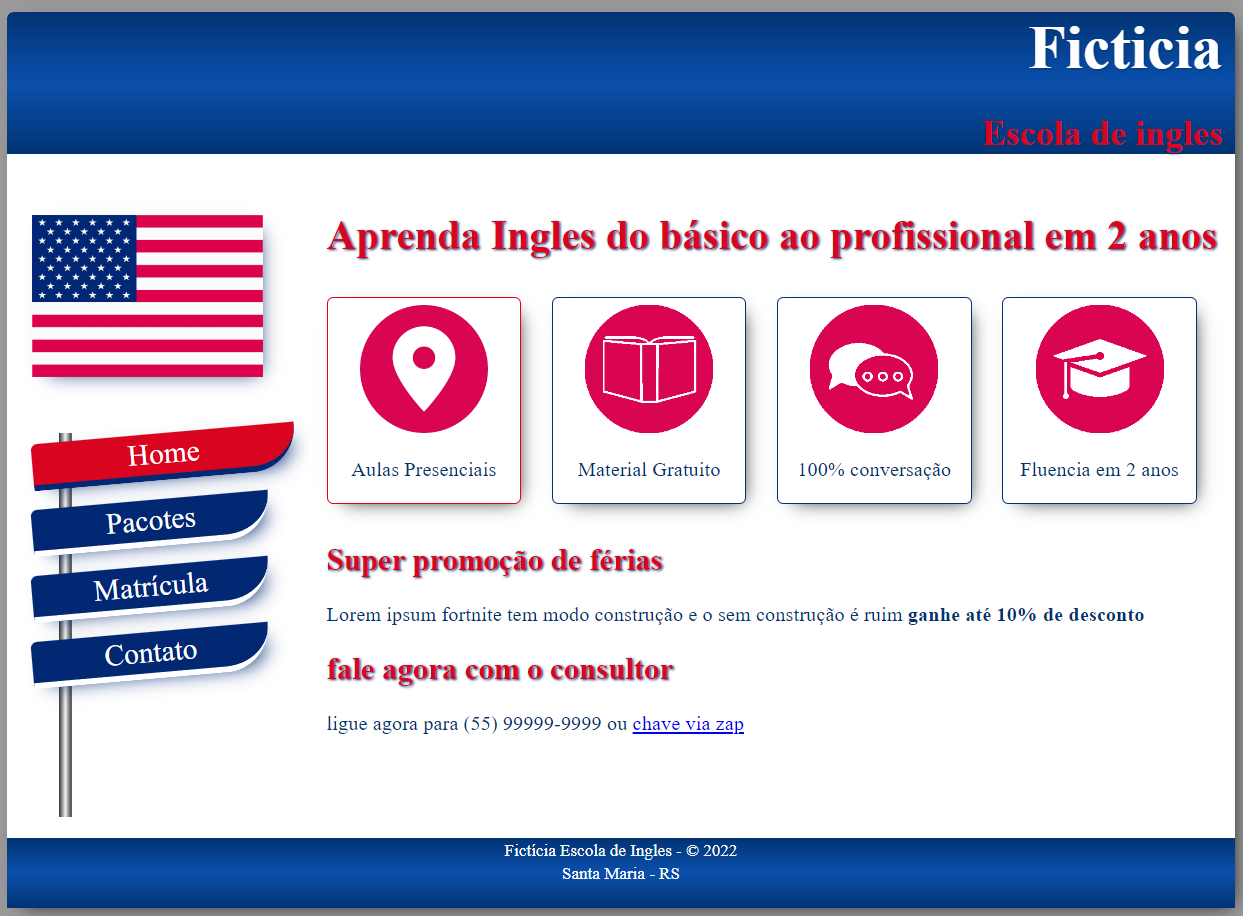 Ficticia
Escola de ingles
Aprenda Ingles do básico ao profissional em 2 anos
Home
Pacotes
Matrícula
Contato
Aulas Presenciais
Material Gratuito
100% conversação
Fluencia em 2 anos
Super promoção de férias
Lorem ipsum fortnite tem modo construção e o sem construção é ruim ganhe até 10% de desconto
fale agora com o consultor
ligue agora para (55) 99999-9999 ou chave via zap
Fictícia Escola de Ingles - © 2022
Santa Maria - RS